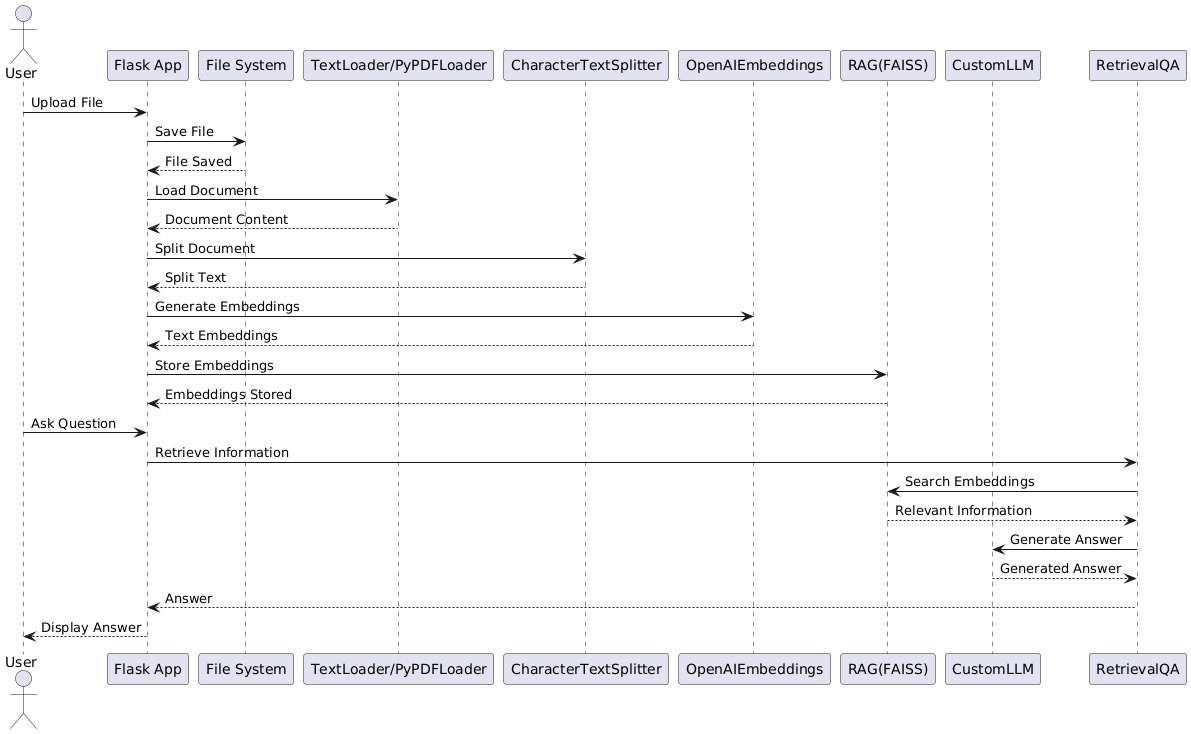 User
Flask App
File System
TextLoader/PyPDFLoader
CharacterTextSplitter
OpenAIEmbeddings
RAG(FAISS)
CustomLLM
RetrievalQA
Upload File
Save File
File Saved
Load Document
Document Content
Split Document
Split Text
Generate Embeddings
Text Embeddings
Store Embeddings
Embeddings Stored
Ask Question
Retrieve Information
Search Embeddings
Relevant Information
Generate Answer
Generated Answer
Answer
Display Answer
User
Flask App
File System
TextLoader/PyPDFLoader
CharacterTextSplitter
OpenAIEmbeddings
RAG(FAISS)
CustomLLM
RetrievalQA